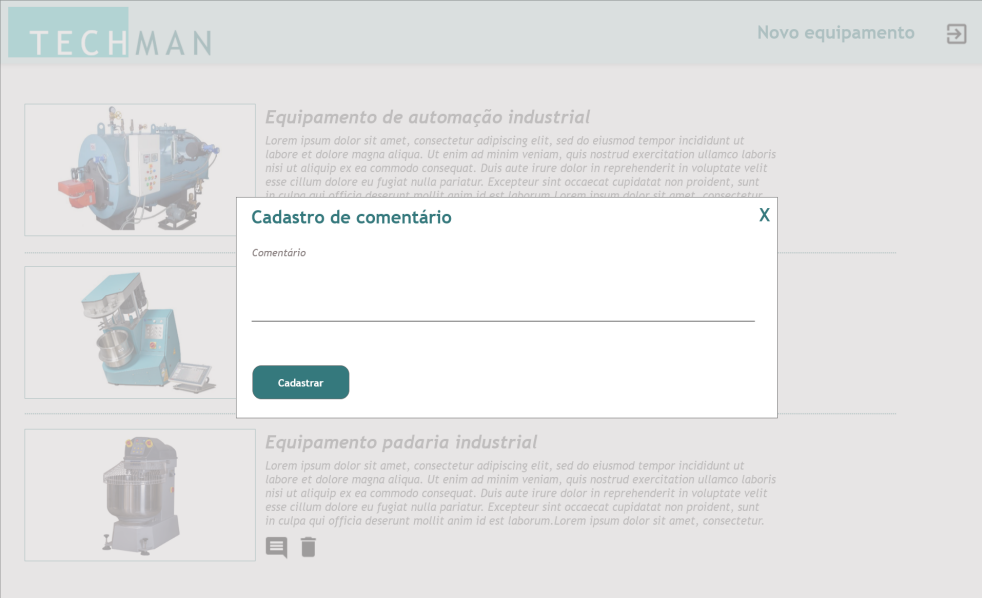 TECHMAN
Novo equipamento
Equipamento de automação industrial
Lorem ipsum dolor sit amet, consectetur adipiscing elit, sed do eiusmod tempor incididunt ut
labore et dolore magna aliqua. Ut enim ad minim veniam, quis nostrud exercitation ullamco laboris
nisi ut aliquip ex ea commodo consequat. Duis aute irure dolor in reprehenderit in voluptate velit
esse cillum dolore eu fugiat nulla pariatur. Excepteur sint occaecat cupidatat non proident, sunt
in culpa qui officia deserunt mollit anim id est laborum.Lorem ipsum dolor sit amet, consectetur
Cadastro de comentário
X
Comentário
Cadastrar
Equipamento padaria industrial
Lorem ipsum dolor sit amet, consectetur adipiscing elit, sed do eiusmod tempor incididunt ut
labore et dolore magna aliqua. Ut enim ad minim veniam, quis nostrud exercitation ullamco laboris
nisi ut aliquip ex ea commodo consequat. Duis aute irure dolor in reprehenderit in voluptate velit
esse cillum dolore eu fugiat nulla pariatur. Excepteur sint occaecat cupidatat non proident, sunt
in culpa qui officia deserunt mollit anim id est laborum.Lorem ipsum dolor sit amet, consectetur.